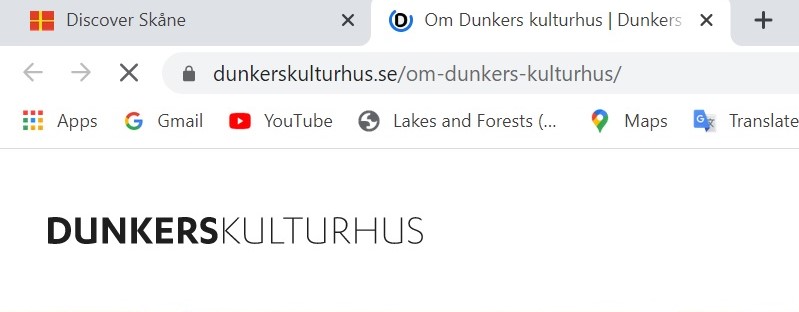 Discover Skåne Om Dunkers kulturhus | Dunkers
dunkerskulturhus.se/om-dunkers-kulturhus/
Apps Gmail YouTube Lakes and Forests (... Maps Translate
DUNKERSKULTURHUS